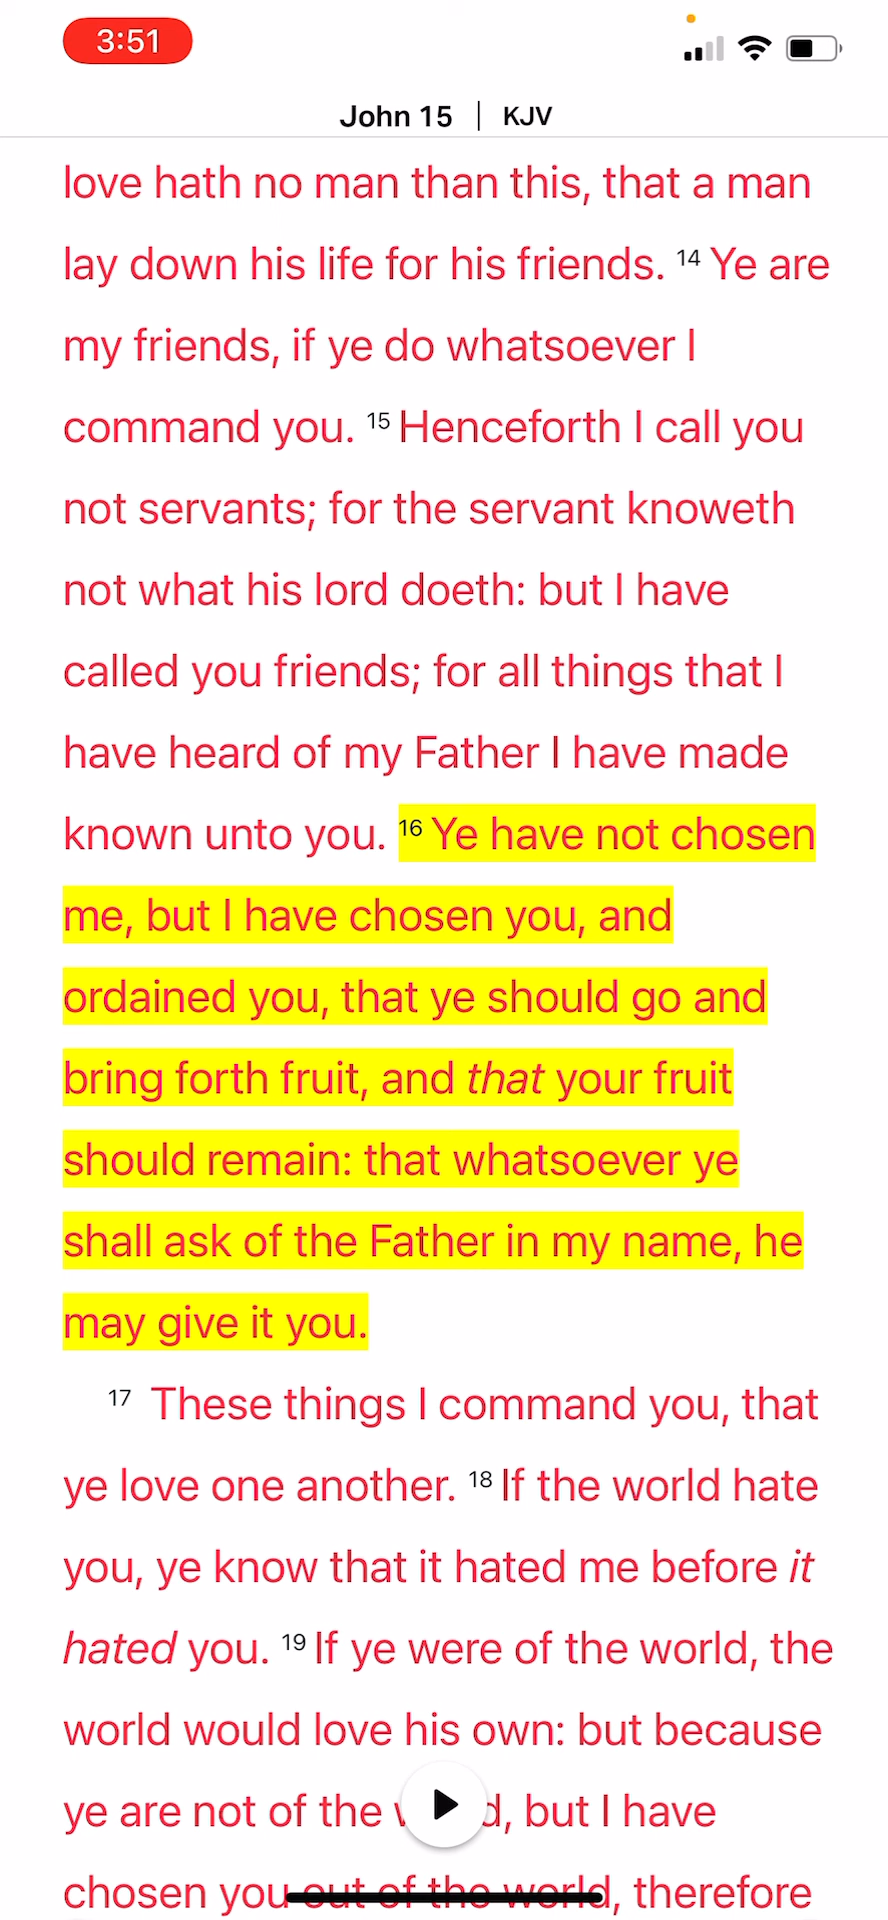 3:51
John 15 | KJV
love hath no man than this, that a man
lay down his life for his friends. 14 Ye are
my friends, if ye do whatsoever I
command you. 15 Henceforth I call you
not servants; for the servant knoweth
not what his lord doeth: but I have
called you friends; for all things that I
have heard of my Father I have made
known unto you. 16 Ye have not chosen
me, but I have chosen you, and
ordained you, that ye should go and
bring forth fruit, and that your fruit
should remain: that whatsoever ye
shall ask of the Father in my name, he
may give it you.
17 These things I command you, that
ye love one another. 18 If the world hate
you, ye know that it hated me before it
hated you. 19 If ye were of the world, the
world would love his own: but because
ye are not of the , but I have
chosen you out of the world, therefore